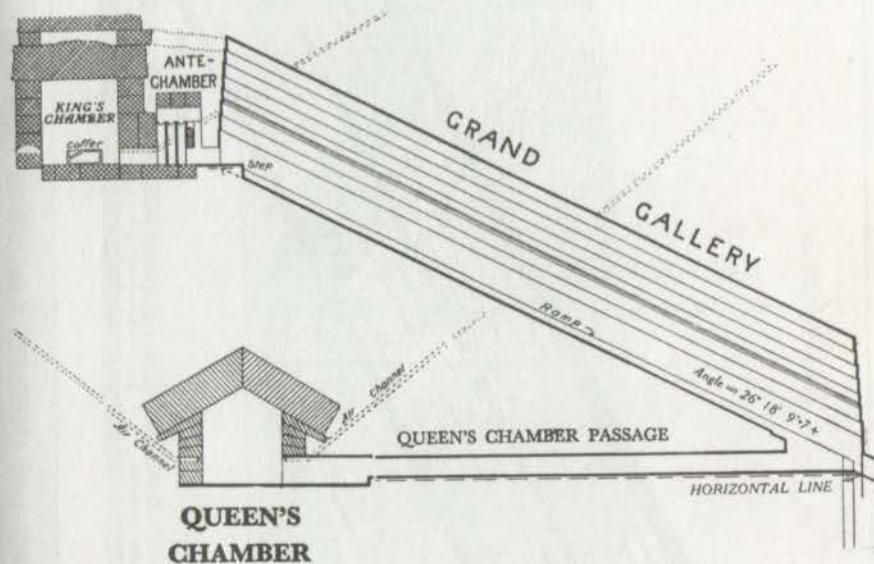 ANTE-
CHAMBER
KING'S
CHAMBER
Coffer
Step
GRAND
GALLERY
Ramp
Angle = 26° 18' 9".7 +
Air Channel
Air Channel
QUEEN'S CHAMBER PASSAGE
HORIZONTAL LINE
QUEEN'S
CHAMBER